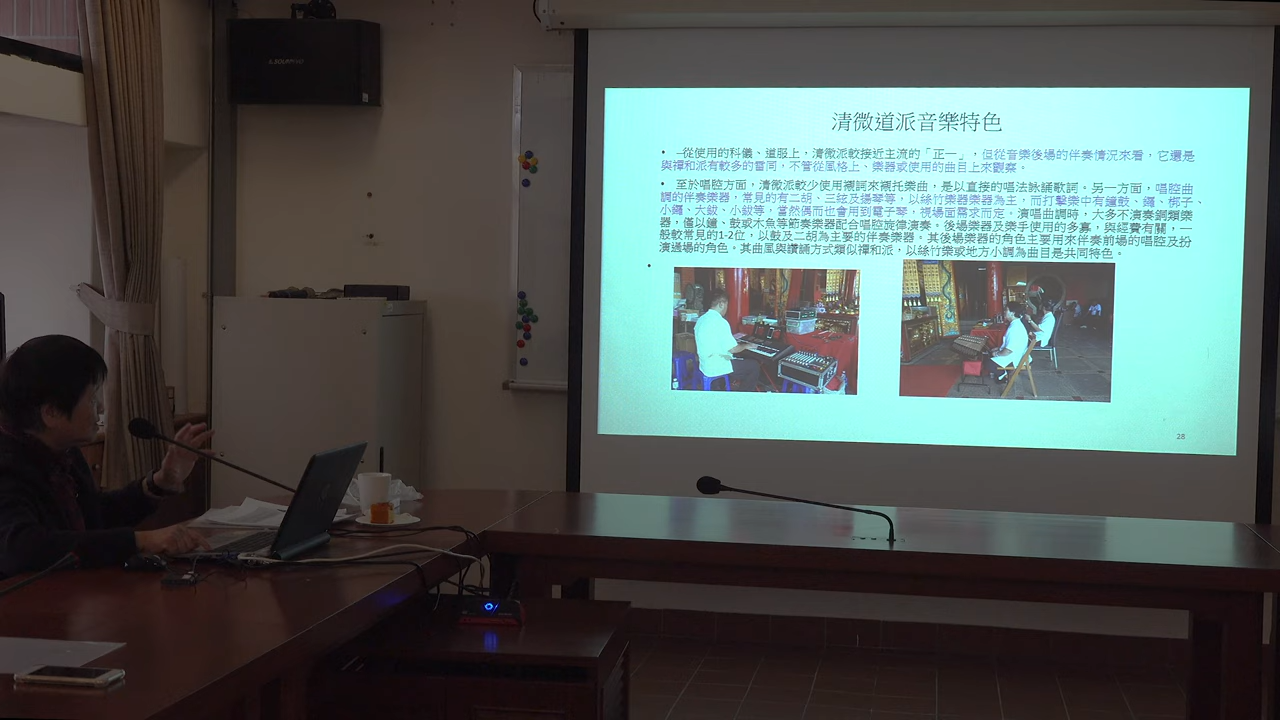 清微道派音樂特色
• –從使用的科儀、道服上，清微派較接近主流的「正一」，但從音樂後場的伴奏情況來看，它還是
與禪和派有較多的雷同，不管從風格上、樂器或使用的曲目上來觀察。
• 至於唱腔方面，清微派較少使用襯詞來襯托樂曲，是以直接的唱法詠誦歌詞。另一方面，唱腔曲
調的伴奏樂器，常見的有二胡、三絃及揚琴等，以絲竹樂器樂器為主，而打擊樂中有鐘鼓、鑼、梆子、
小鑼、大鈸、小鈸等，當然偶而也會用到電子琴，視場面需求而定。演唱曲調時，大多不演奏銅類樂
器，僅以鐘、鼓或木魚等節奏樂器配合唱腔旋律演奏。後場樂器及樂手使用的多寡，與經費有關，一
般較常見的1-2位，以鼓及二胡為主要的伴奏樂器。其後場樂器的角色主要用來伴奏前場的唱腔及扮
演過場的角色。其曲風與讚誦方式類似禪和派，以絲竹樂或地方小調為曲目是共同特色。
•
28